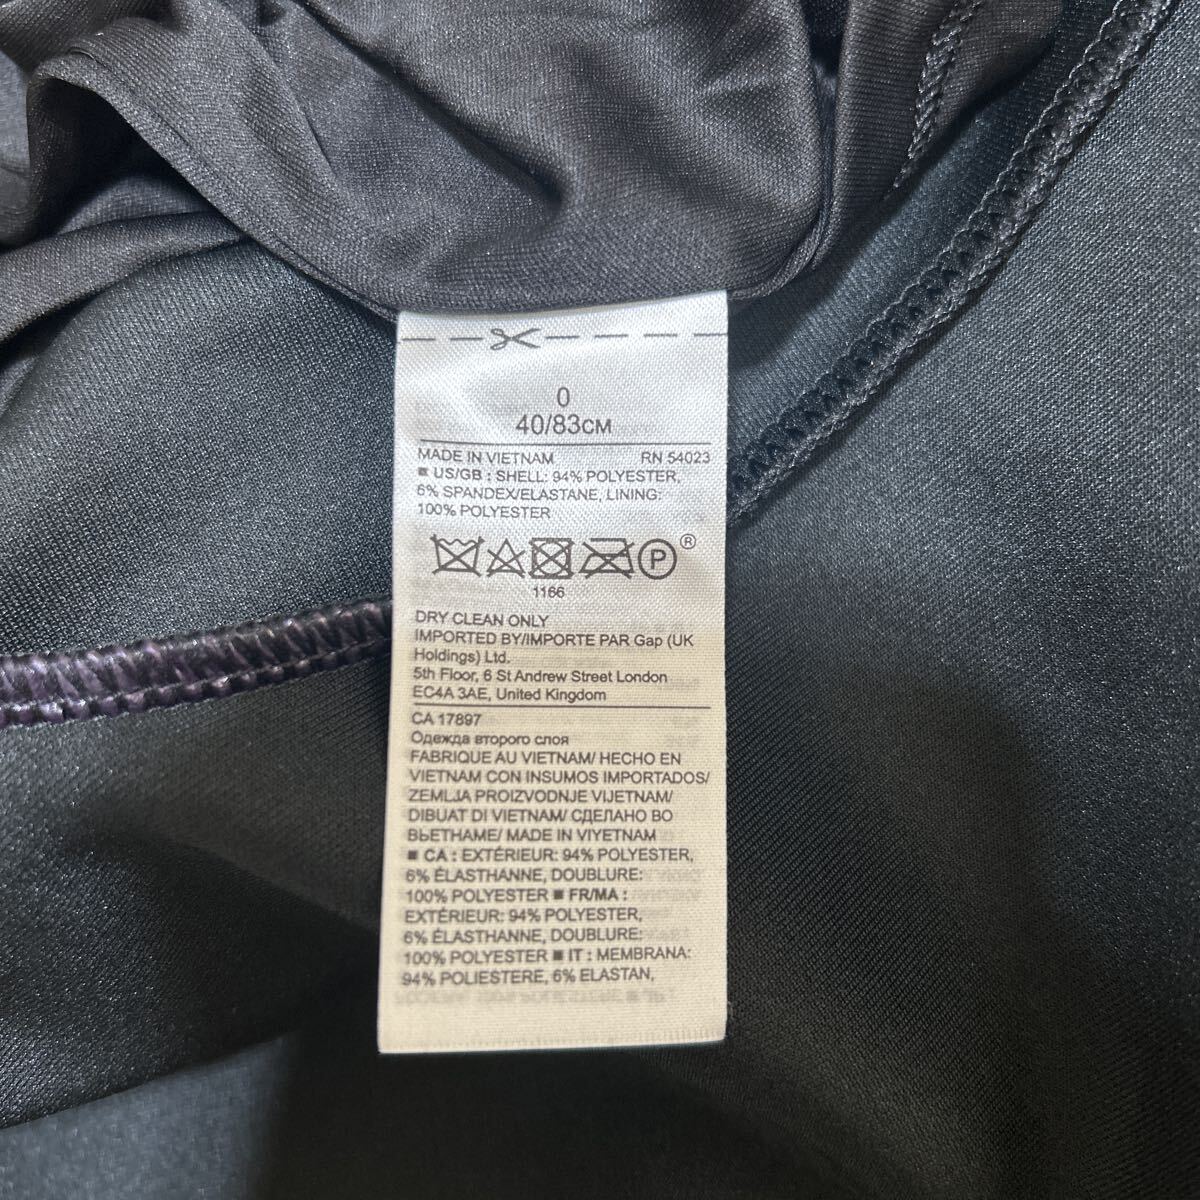 0
40/83см
MADE IN VIETNAM RN 54023
■ US/GB : SHELL: 94% POLYESTER,
6% SPANDEX/ELASTANE, LINING:
100% POLYESTER
P ®
1166
DRY CLEAN ONLY
IMPORTED BY/IMPORTE PAR Gap (UK
Holdings) Ltd.
5th Floor, 6 St Andrew Street London
EC4A 3AE, United Kingdom
CA 17897
Одежда второго слоя
FABRIQUE AU VIETNAM/ HECHO EN
VIETNAM CON INSUMOS IMPORTADOS/
ZEMLJA PROIZVODNJE VIJETNAM/
DIBUAT DI VIETNAM/ СДЕЛАНО ВО
ВЬЕТНАМЕ/ MADE IN VIYETNAM
■ CA : EXTÉRIEUR: 94% POLYESTER,
6% ÉLASTHANNE, DOUBLURE:
100% POLYESTER ■ FR/MA :
EXTÉRIEUR: 94% POLYESTER,
6% ÉLASTHANNE, DOUBLURE:
100% POLYESTER ■ IT : MEMBRANA:
94% POLIESTERE, 6% ELASTAN,